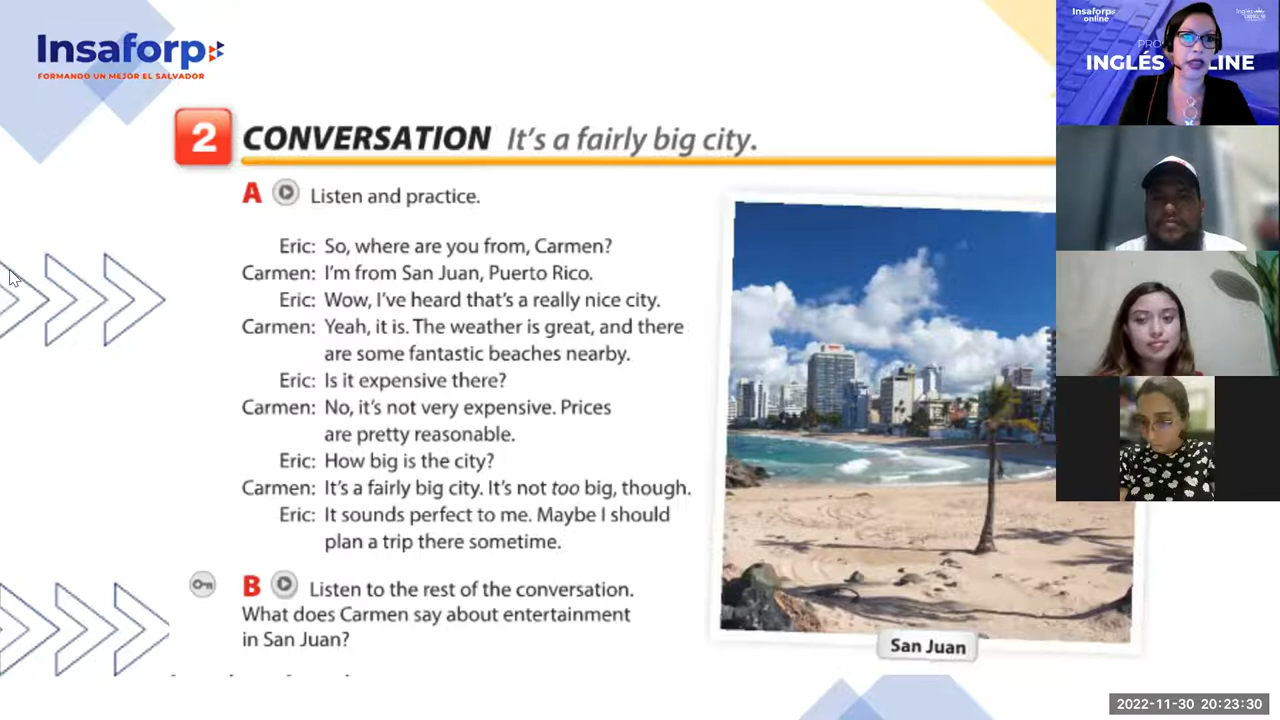 Insaforp
FORMANDO UN MEJOR EL SALVADOR
2 CONVERSATION It's a fairly big city.
A Listen and practice.
Eric: So, where are you from, Carmen?
Carmen: I'm from San Juan, Puerto Rico.
Eric: Wow, I've heard that's a really nice city.
Carmen: Yeah, it is. The weather is great, and there
are some fantastic beaches nearby.
Eric: Is it expensive there?
Carmen: No, it's not very expensive. Prices
are pretty reasonable.
Eric: How big is the city?
Carmen: It's a fairly big city. It's not too big, though.
Eric: It sounds perfect to me. Maybe I should
plan a trip there sometime.
B Listen to the rest of the conversation.
What does Carmen say about entertainment
in San Juan?
San Juan
Insaforp
online
PRO
INGLÉS LINE
2022-11-30 20:23:30